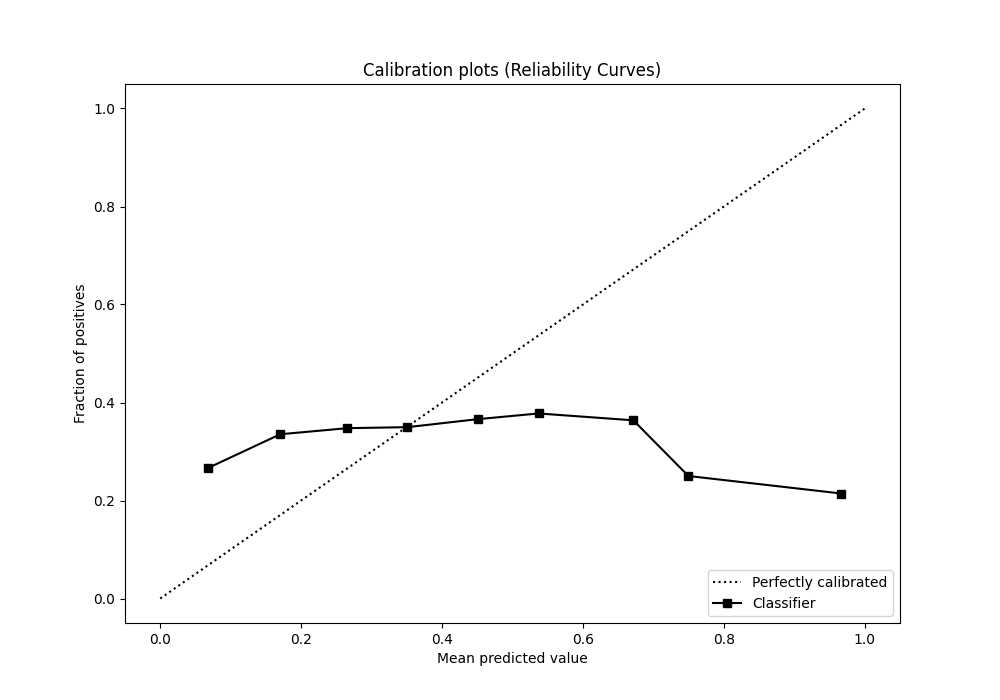 Calibration plots (Reliability Curves)
1.0
0.8
0.6
0.4
0.2
0.0
Fraction of positives
0.0 0.2 0.4 0.6 0.8 1.0
Mean predicted value
Perfectly calibrated
Classifier